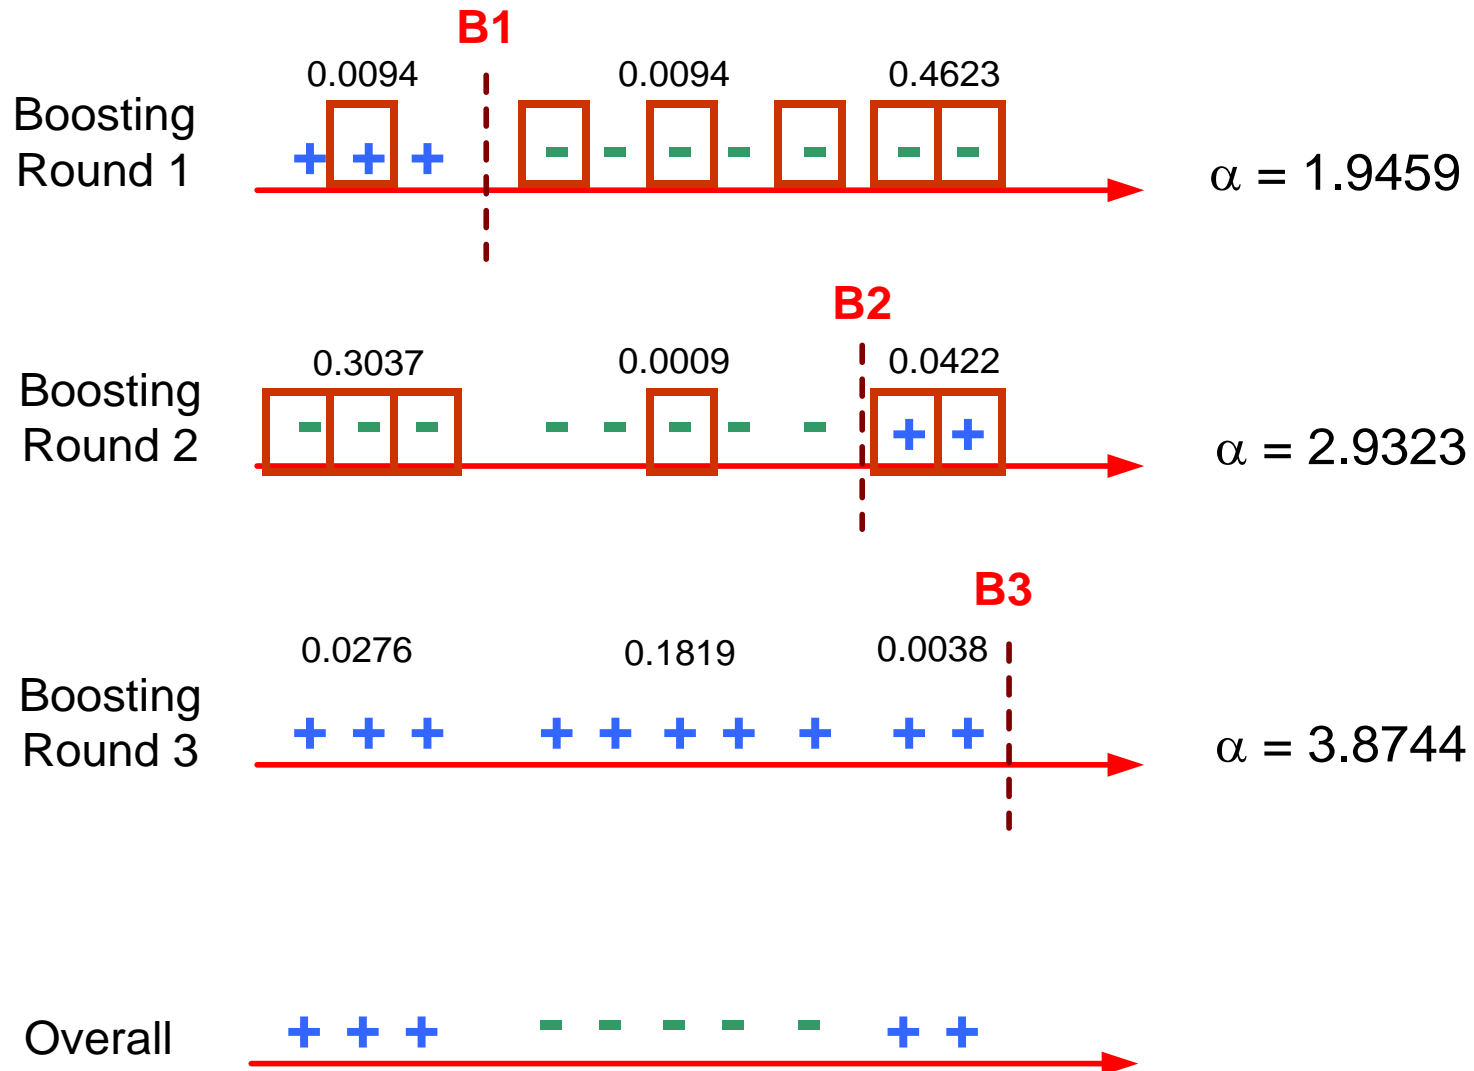 B1
0.0094 0.0094 0.4623
Boosting
Round 1
+ + + - - - - - - -
α = 1.9459
B2
0.3037 0.0009 0.0422
Boosting
Round 2
- - - - - - - - + +
α = 2.9323
B3
0.0276 0.1819 0.0038
Boosting
Round 3
+ + + + + + + + + +
α = 3.8744
Overall + + + - - - - - + +